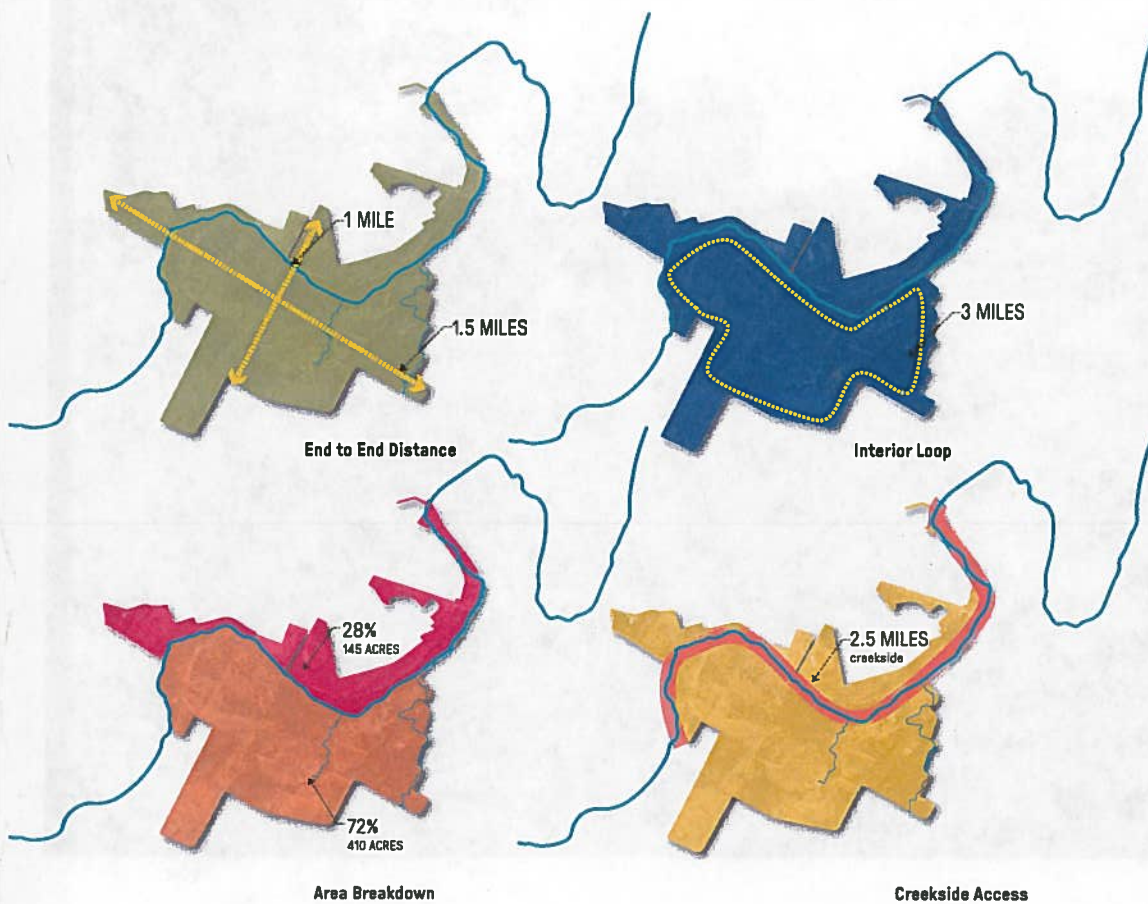 1 MILE
1.5 MILES
End to End Distance
3 MILES
Interior Loop
28%
145 ACRES
72%
410 ACRES
Area Breakdown
2.5 MILES
creekside
Creekside Access